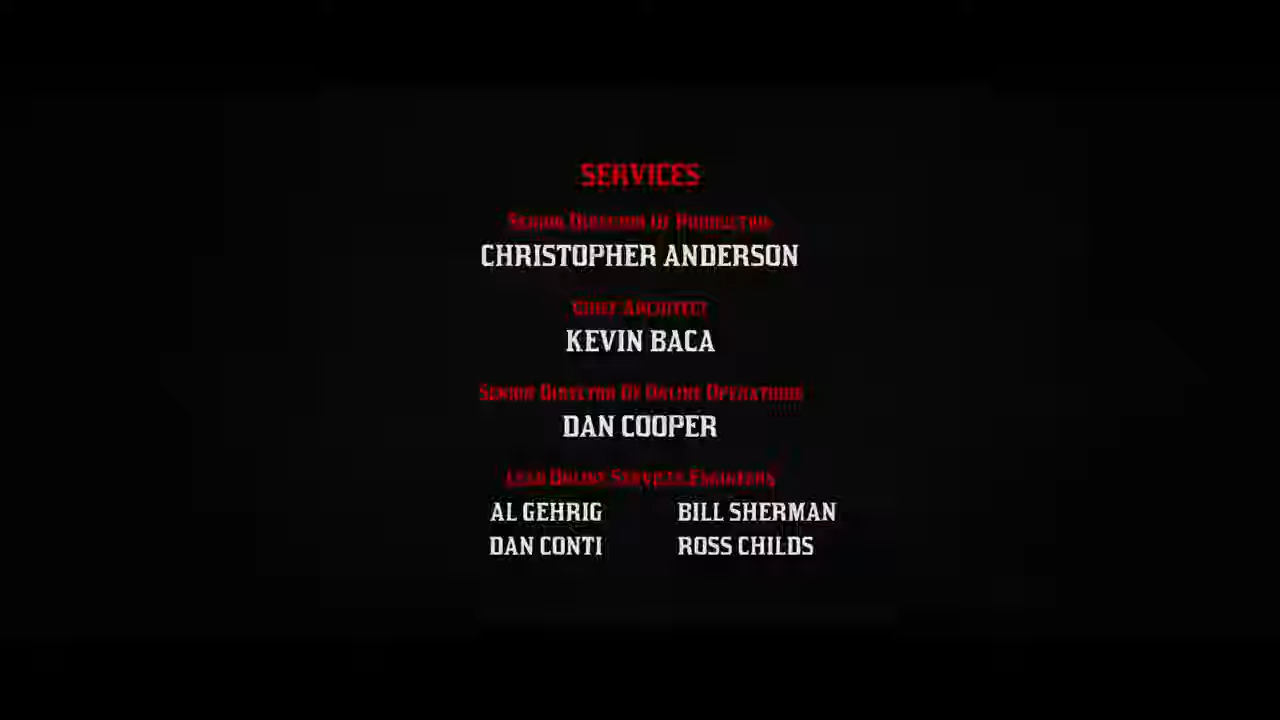 SERVICES
SENIOR DIRECTOR OF PRODUCTION
CHRISTOPHER ANDERSON
CHIEF ARCHITECT
KEVIN BACA
SENIOR DIRECTOR OF ONLINE OPERATIONS
DAN COOPER
LEAD ONLINE SERVICES ENGINEERS
AL GEHRIG BILL SHERMAN
DAN CONTI ROSS CHILDS